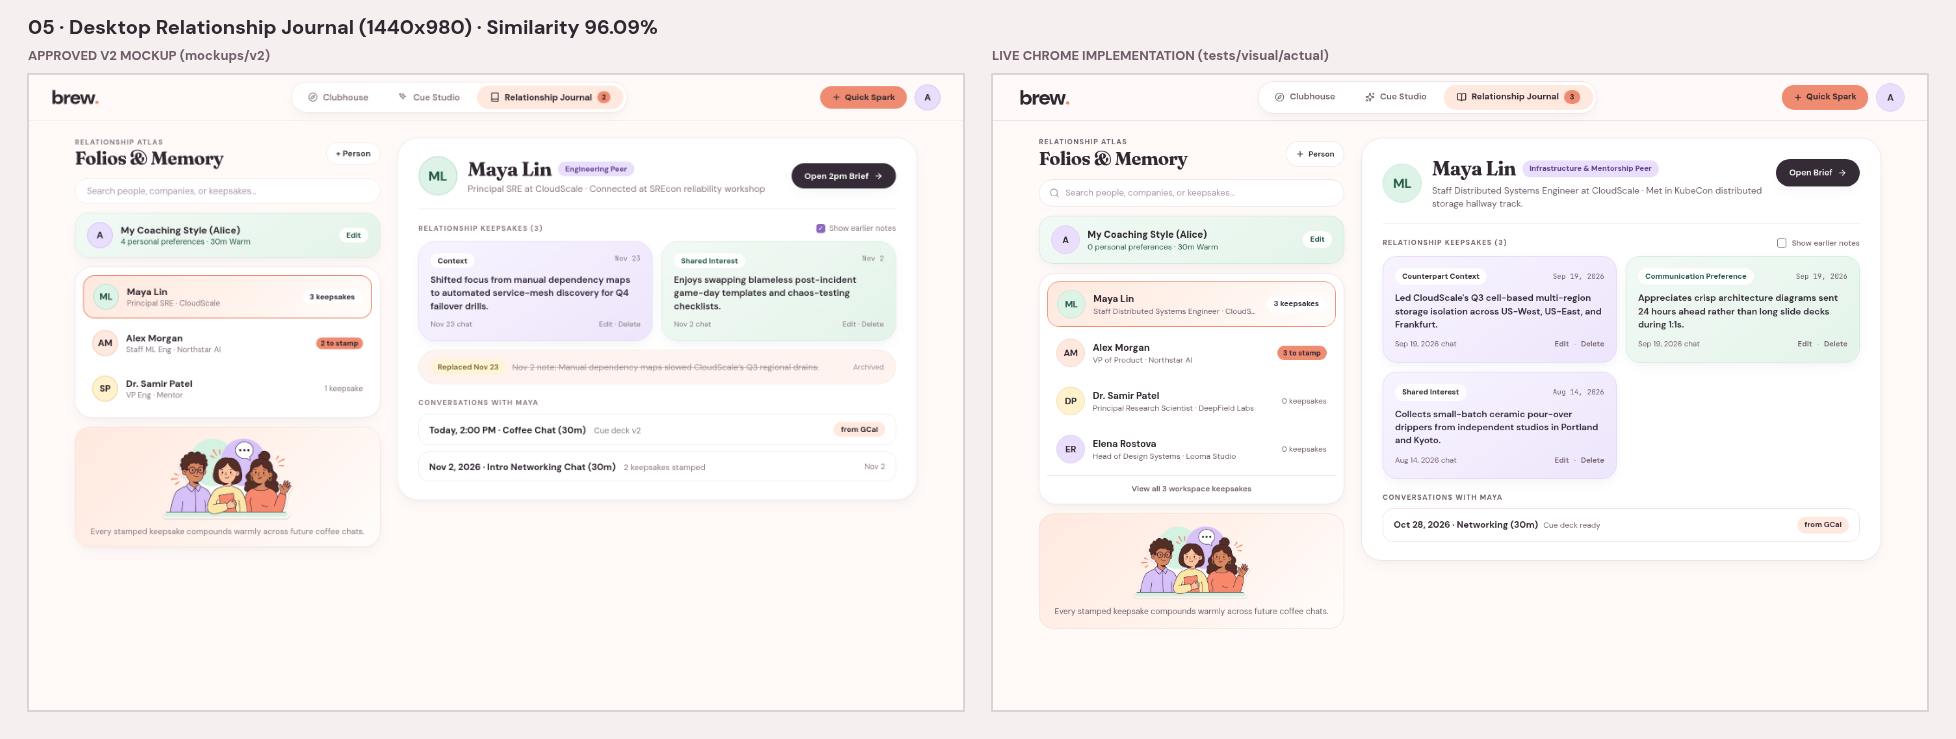 05 · Desktop Relationship Journal (1440x980) · Similarity 96.09%
APPROVED V2 MOCKUP (mockups/v2)
brew.
Clubhouse
Cue Studio
Relationship Journal 2
+ Quick Spark
A
RELATIONSHIP ATLAS
Folios & Memory
+ Person
Search people, companies, or keepsakes...
A
My Coaching Style (Alice)
4 personal preferences · 30m Warm
Edit
ML
Maya Lin
Principal SRE · CloudScale
3 keepsakes
AM
Alex Morgan
Staff ML Eng · Northstar AI
2 to stamp
SP
Dr. Samir Patel
VP Eng · Mentor
1 keepsake
Every stamped keepsake compounds warmly across future coffee chats.
ML
Maya Lin
Engineering Peer
Principal SRE at CloudScale · Connected at SREcon reliability workshop
Open 2pm Brief →
RELATIONSHIP KEEPSAKES (3)
Show earlier notes
Context
Nov 23
Shifted focus from manual dependency maps
to automated service-mesh discovery for Q4
failover drills.
Nov 23 chat
Edit · Delete
Shared Interest
Nov 2
Enjoys swapping blameless post-incident
game-day templates and chaos-testing
checklists.
Nov 2 chat
Edit · Delete
Replaced Nov 23
Nov 2 note: Manual dependency maps slowed CloudScale's Q3 regional drains.
Archived
CONVERSATIONS WITH MAYA
Today, 2:00 PM · Coffee Chat (30m) Cue deck v2
from GCal
Nov 2, 2026 · Intro Networking Chat (30m) 2 keepsakes stamped
Nov 2
LIVE CHROME IMPLEMENTATION (tests/visual/actual)
brew.
Clubhouse
Cue Studio
Relationship Journal 3
+ Quick Spark
A
RELATIONSHIP ATLAS
Folios & Memory
+ Person
Search people, companies, or keepsakes...
A
My Coaching Style (Alice)
0 personal preferences · 30m Warm
Edit
ML
Maya Lin
Staff Distributed Systems Engineer · CloudS...
3 keepsakes
AM
Alex Morgan
VP of Product · Northstar AI
3 to stamp
DP
Dr. Samir Patel
Principal Research Scientist · DeepField Labs
0 keepsakes
ER
Elena Rostova
Head of Design Systems · Looma Studio
0 keepsakes
View all 3 workspace keepsakes
Every stamped keepsake compounds warmly across future coffee chats.
ML
Maya Lin
Infrastructure & Mentorship Peer
Staff Distributed Systems Engineer at CloudScale · Met in KubeCon distributed
storage hallway track.
Open Brief →
RELATIONSHIP KEEPSAKES (3)
Show earlier notes
Counterpart Context
Sep 19, 2026
Led CloudScale's Q3 cell-based multi-region
storage isolation across US-West, US-East, and
Frankfurt.
Sep 19, 2026 chat
Edit · Delete
Communication Preference
Sep 19, 2026
Appreciates crisp architecture diagrams sent
24 hours ahead rather than long slide decks
during 1:1s.
Sep 19, 2026 chat
Edit · Delete
Shared Interest
Aug 14, 2026
Collects small-batch ceramic pour-over
drippers from independent studios in Portland
and Kyoto.
Aug 14, 2026 chat
Edit · Delete
CONVERSATIONS WITH MAYA
Oct 28, 2026 · Networking (30m) Cue deck ready
from GCal